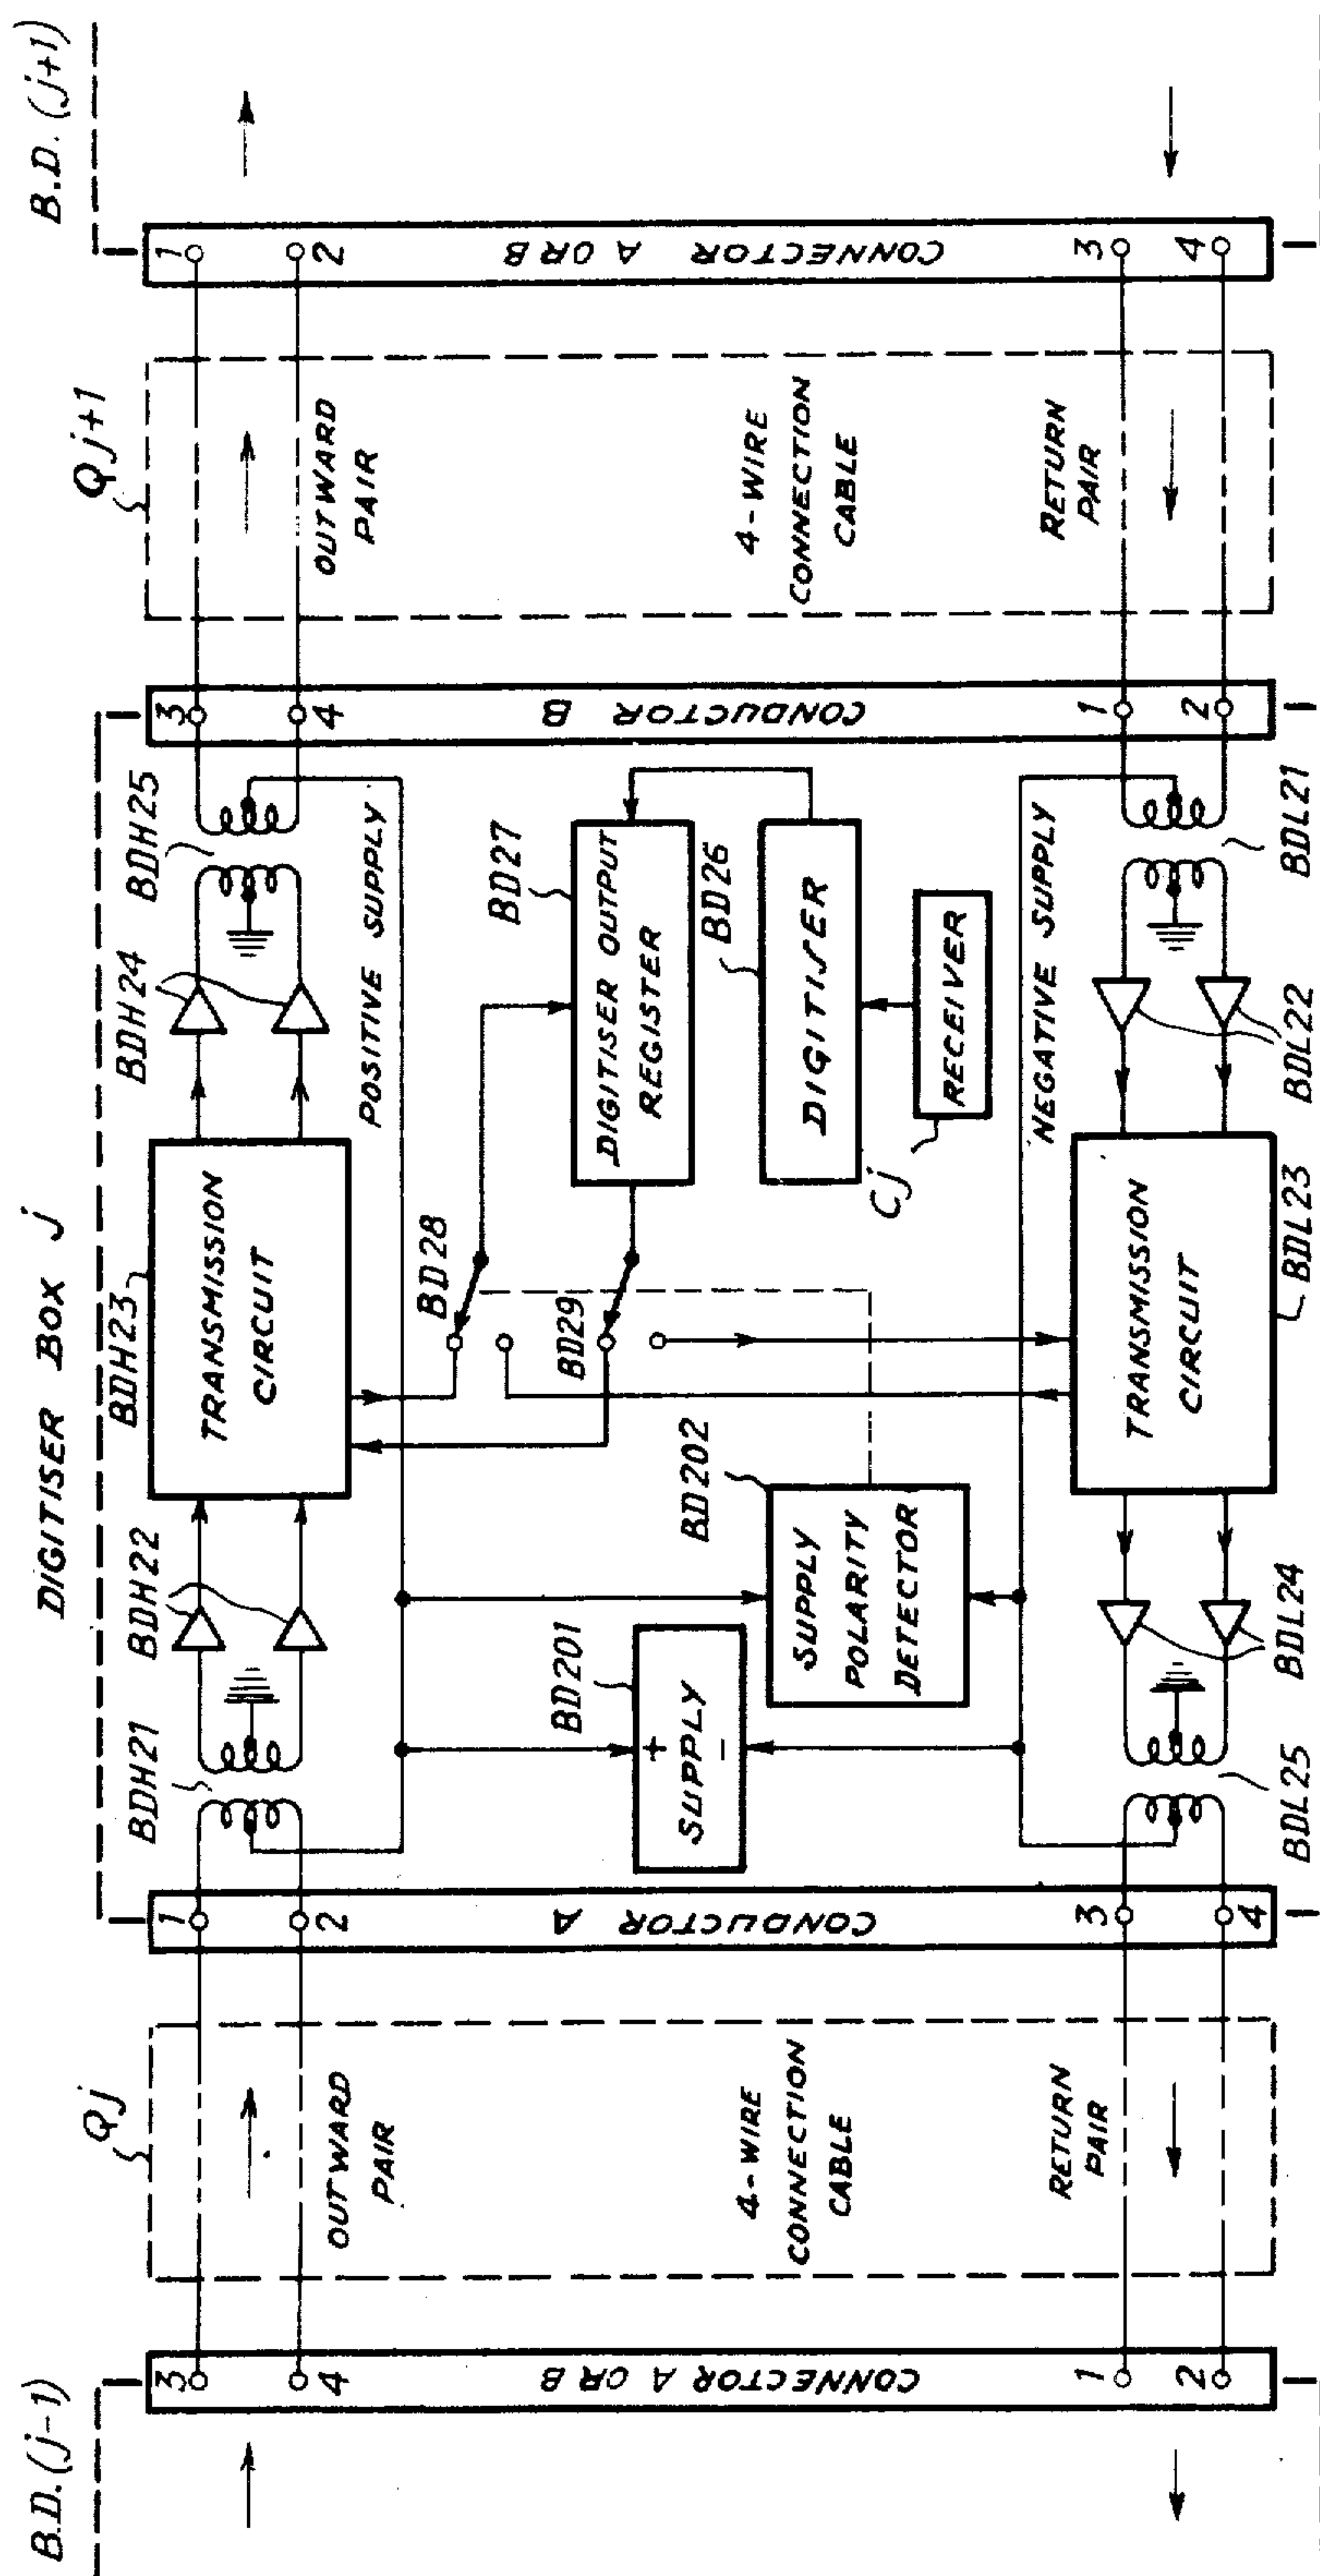 B.D.(j-1)
DIGITISER BOX j
B.D.(j+1)
Qj
Qj+1
BDH21
BDH22
BDH23
BDH24
BDH25
3
4
1
2
3
4
1
2
OUTWARD
PAIR
TRANSMISSION
CIRCUIT
OUTWARD
PAIR
POSITIVE SUPPLY
BD28
BD27
BD29
BD201
BD202
DIGITISER OUTPUT
REGISTER
BD26
SUPPLY
+
-
SUPPLY
POLARITY
DETECTOR
DIGITISER
Cj
RECEIVER
CONNECTOR A OR B
4-WIRE
CONNECTION
CABLE
CONDUCTOR A
CONDUCTOR B
4-WIRE
CONNECTION
CABLE
CONNECTOR A OR B
NEGATIVE SUPPLY
RETURN
PAIR
TRANSMISSION
CIRCUIT
RETURN
PAIR
1
2
3
4
1
2
3
4
BDL25
BDL24
BDL23
BDL22
BDL21